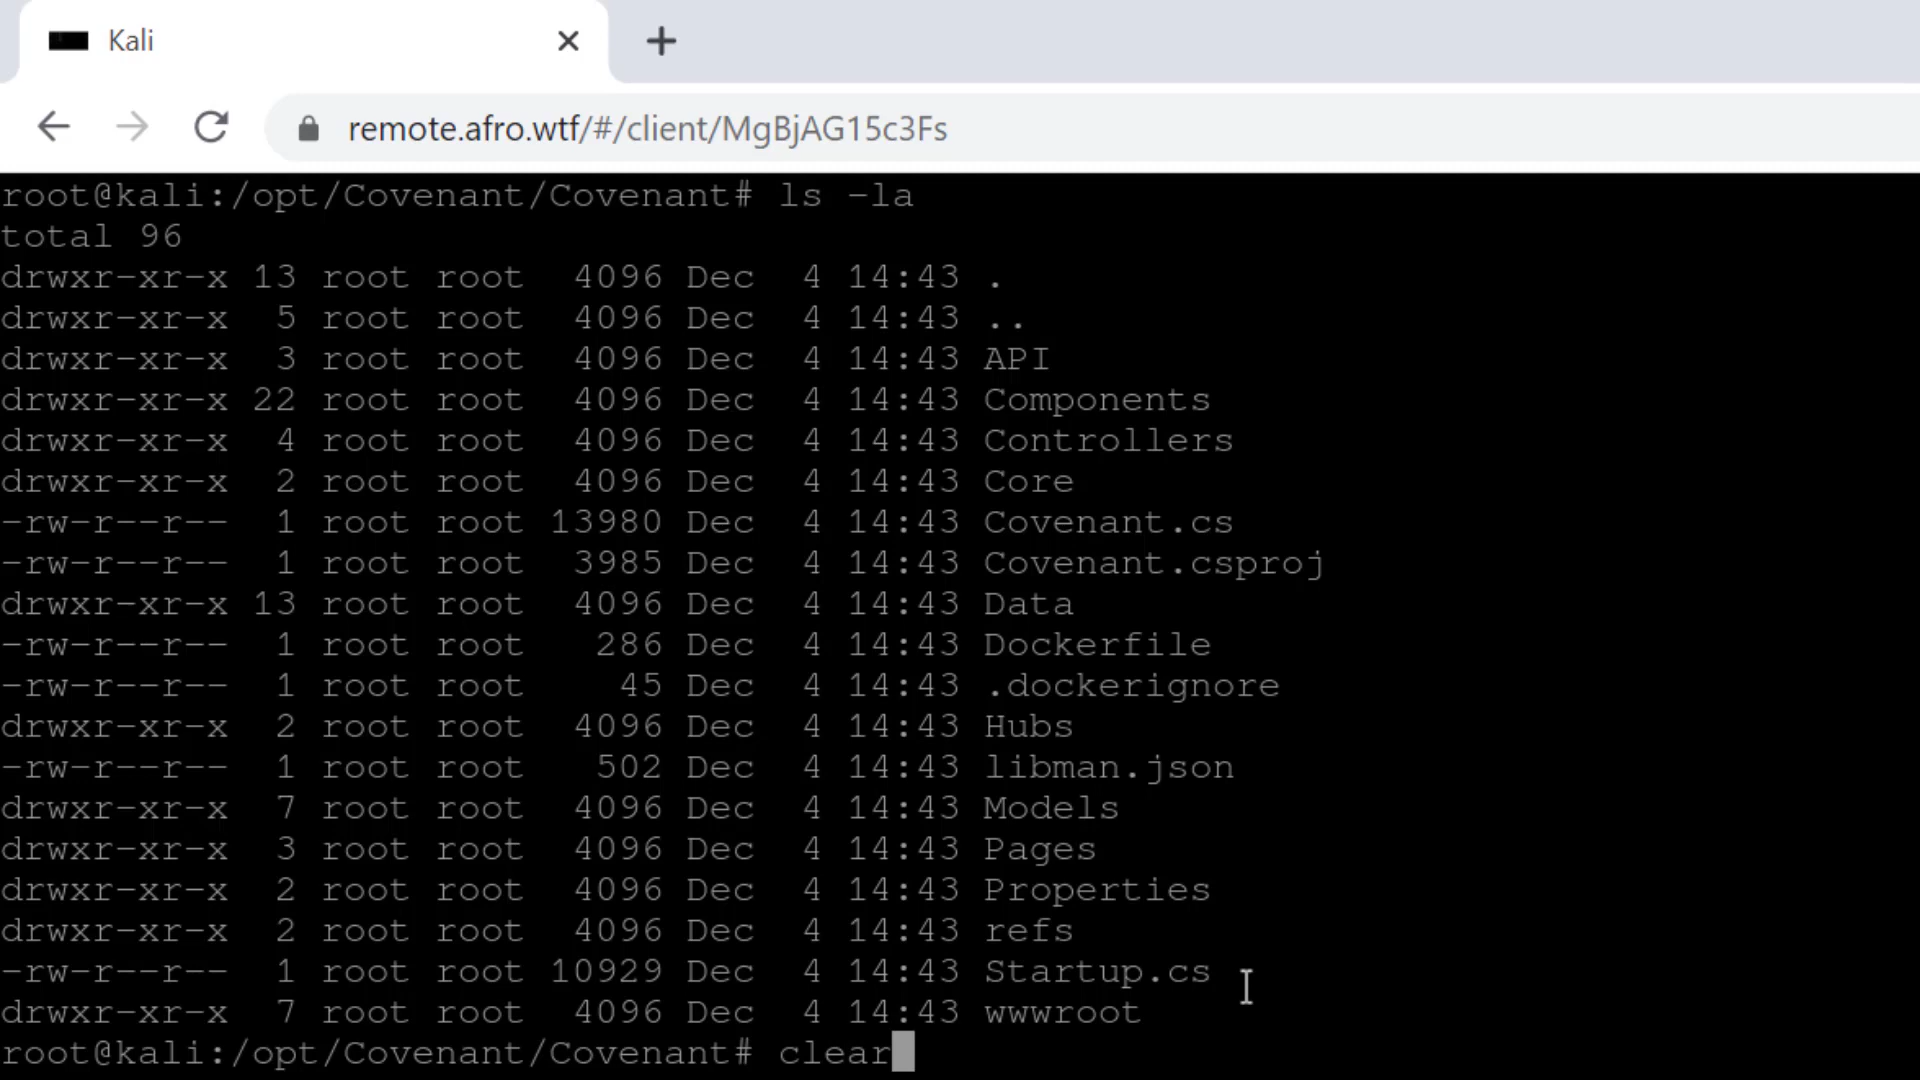 Kali
remote.afro.wtf/#/client/MgBjAG15c3Fs
root@kali:/opt/Covenant/Covenant# ls -la
total 96
drwxr-xr-x 13 root root  4096 Dec  4 14:43 .
drwxr-xr-x  5 root root  4096 Dec  4 14:43 ..
drwxr-xr-x  3 root root  4096 Dec  4 14:43 API
drwxr-xr-x 22 root root  4096 Dec  4 14:43 Components
drwxr-xr-x  4 root root  4096 Dec  4 14:43 Controllers
drwxr-xr-x  2 root root  4096 Dec  4 14:43 Core
-rw-r--r--  1 root root 13980 Dec  4 14:43 Covenant.cs
-rw-r--r--  1 root root  3985 Dec  4 14:43 Covenant.csproj
drwxr-xr-x 13 root root  4096 Dec  4 14:43 Data
-rw-r--r--  1 root root   286 Dec  4 14:43 Dockerfile
-rw-r--r--  1 root root    45 Dec  4 14:43 .dockerignore
drwxr-xr-x  2 root root  4096 Dec  4 14:43 Hubs
-rw-r--r--  1 root root   502 Dec  4 14:43 libman.json
drwxr-xr-x  7 root root  4096 Dec  4 14:43 Models
drwxr-xr-x  3 root root  4096 Dec  4 14:43 Pages
drwxr-xr-x  2 root root  4096 Dec  4 14:43 Properties
drwxr-xr-x  2 root root  4096 Dec  4 14:43 refs
-rw-r--r--  1 root root 10929 Dec  4 14:43 Startup.cs
drwxr-xr-x  7 root root  4096 Dec  4 14:43 wwwroot
root@kali:/opt/Covenant/Covenant# clear